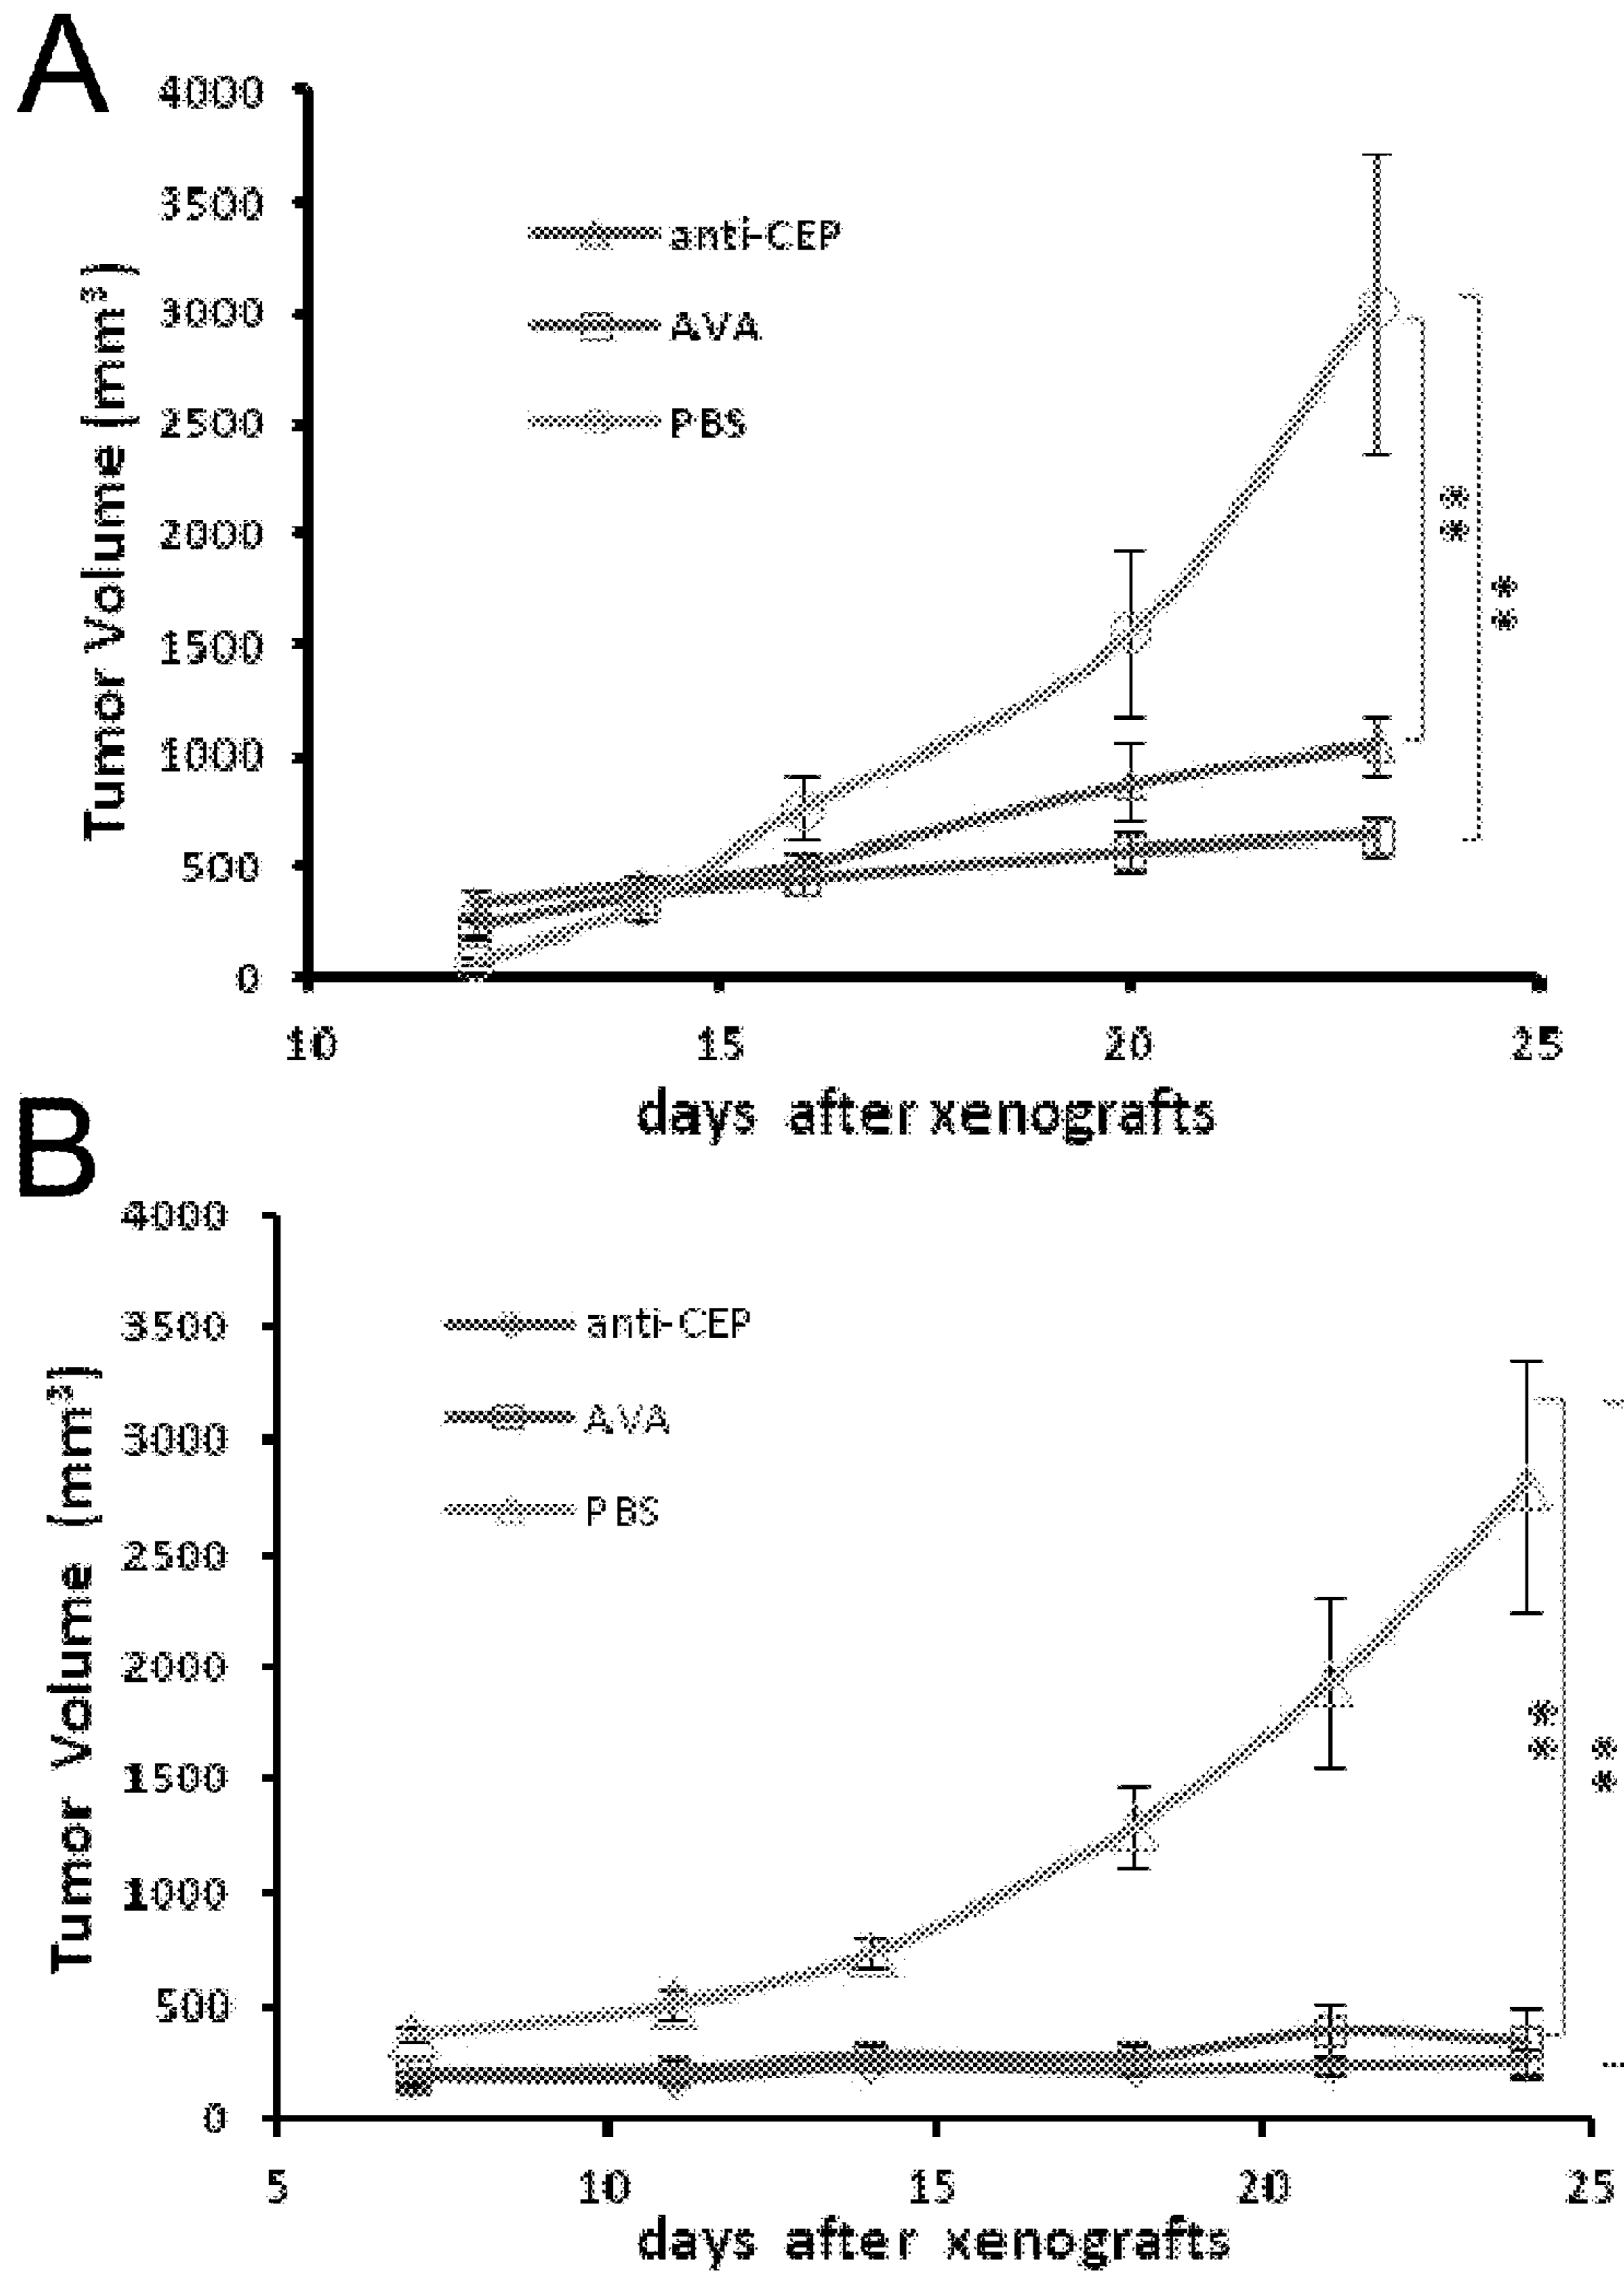 A
4000
3500
3000
2500
2000
1500
1000
500
0
Tumor Volume (mm³)
anti-CEP
AVA
PBS
**
**
10 15 20 25
days after xenografts
B
4000
3500
3000
2500
2000
1500
1000
500
0
Tumor Volume (mm³)
anti-CEP
AVA
PBS
**
**
5 10 15 20 25
days after xenografts